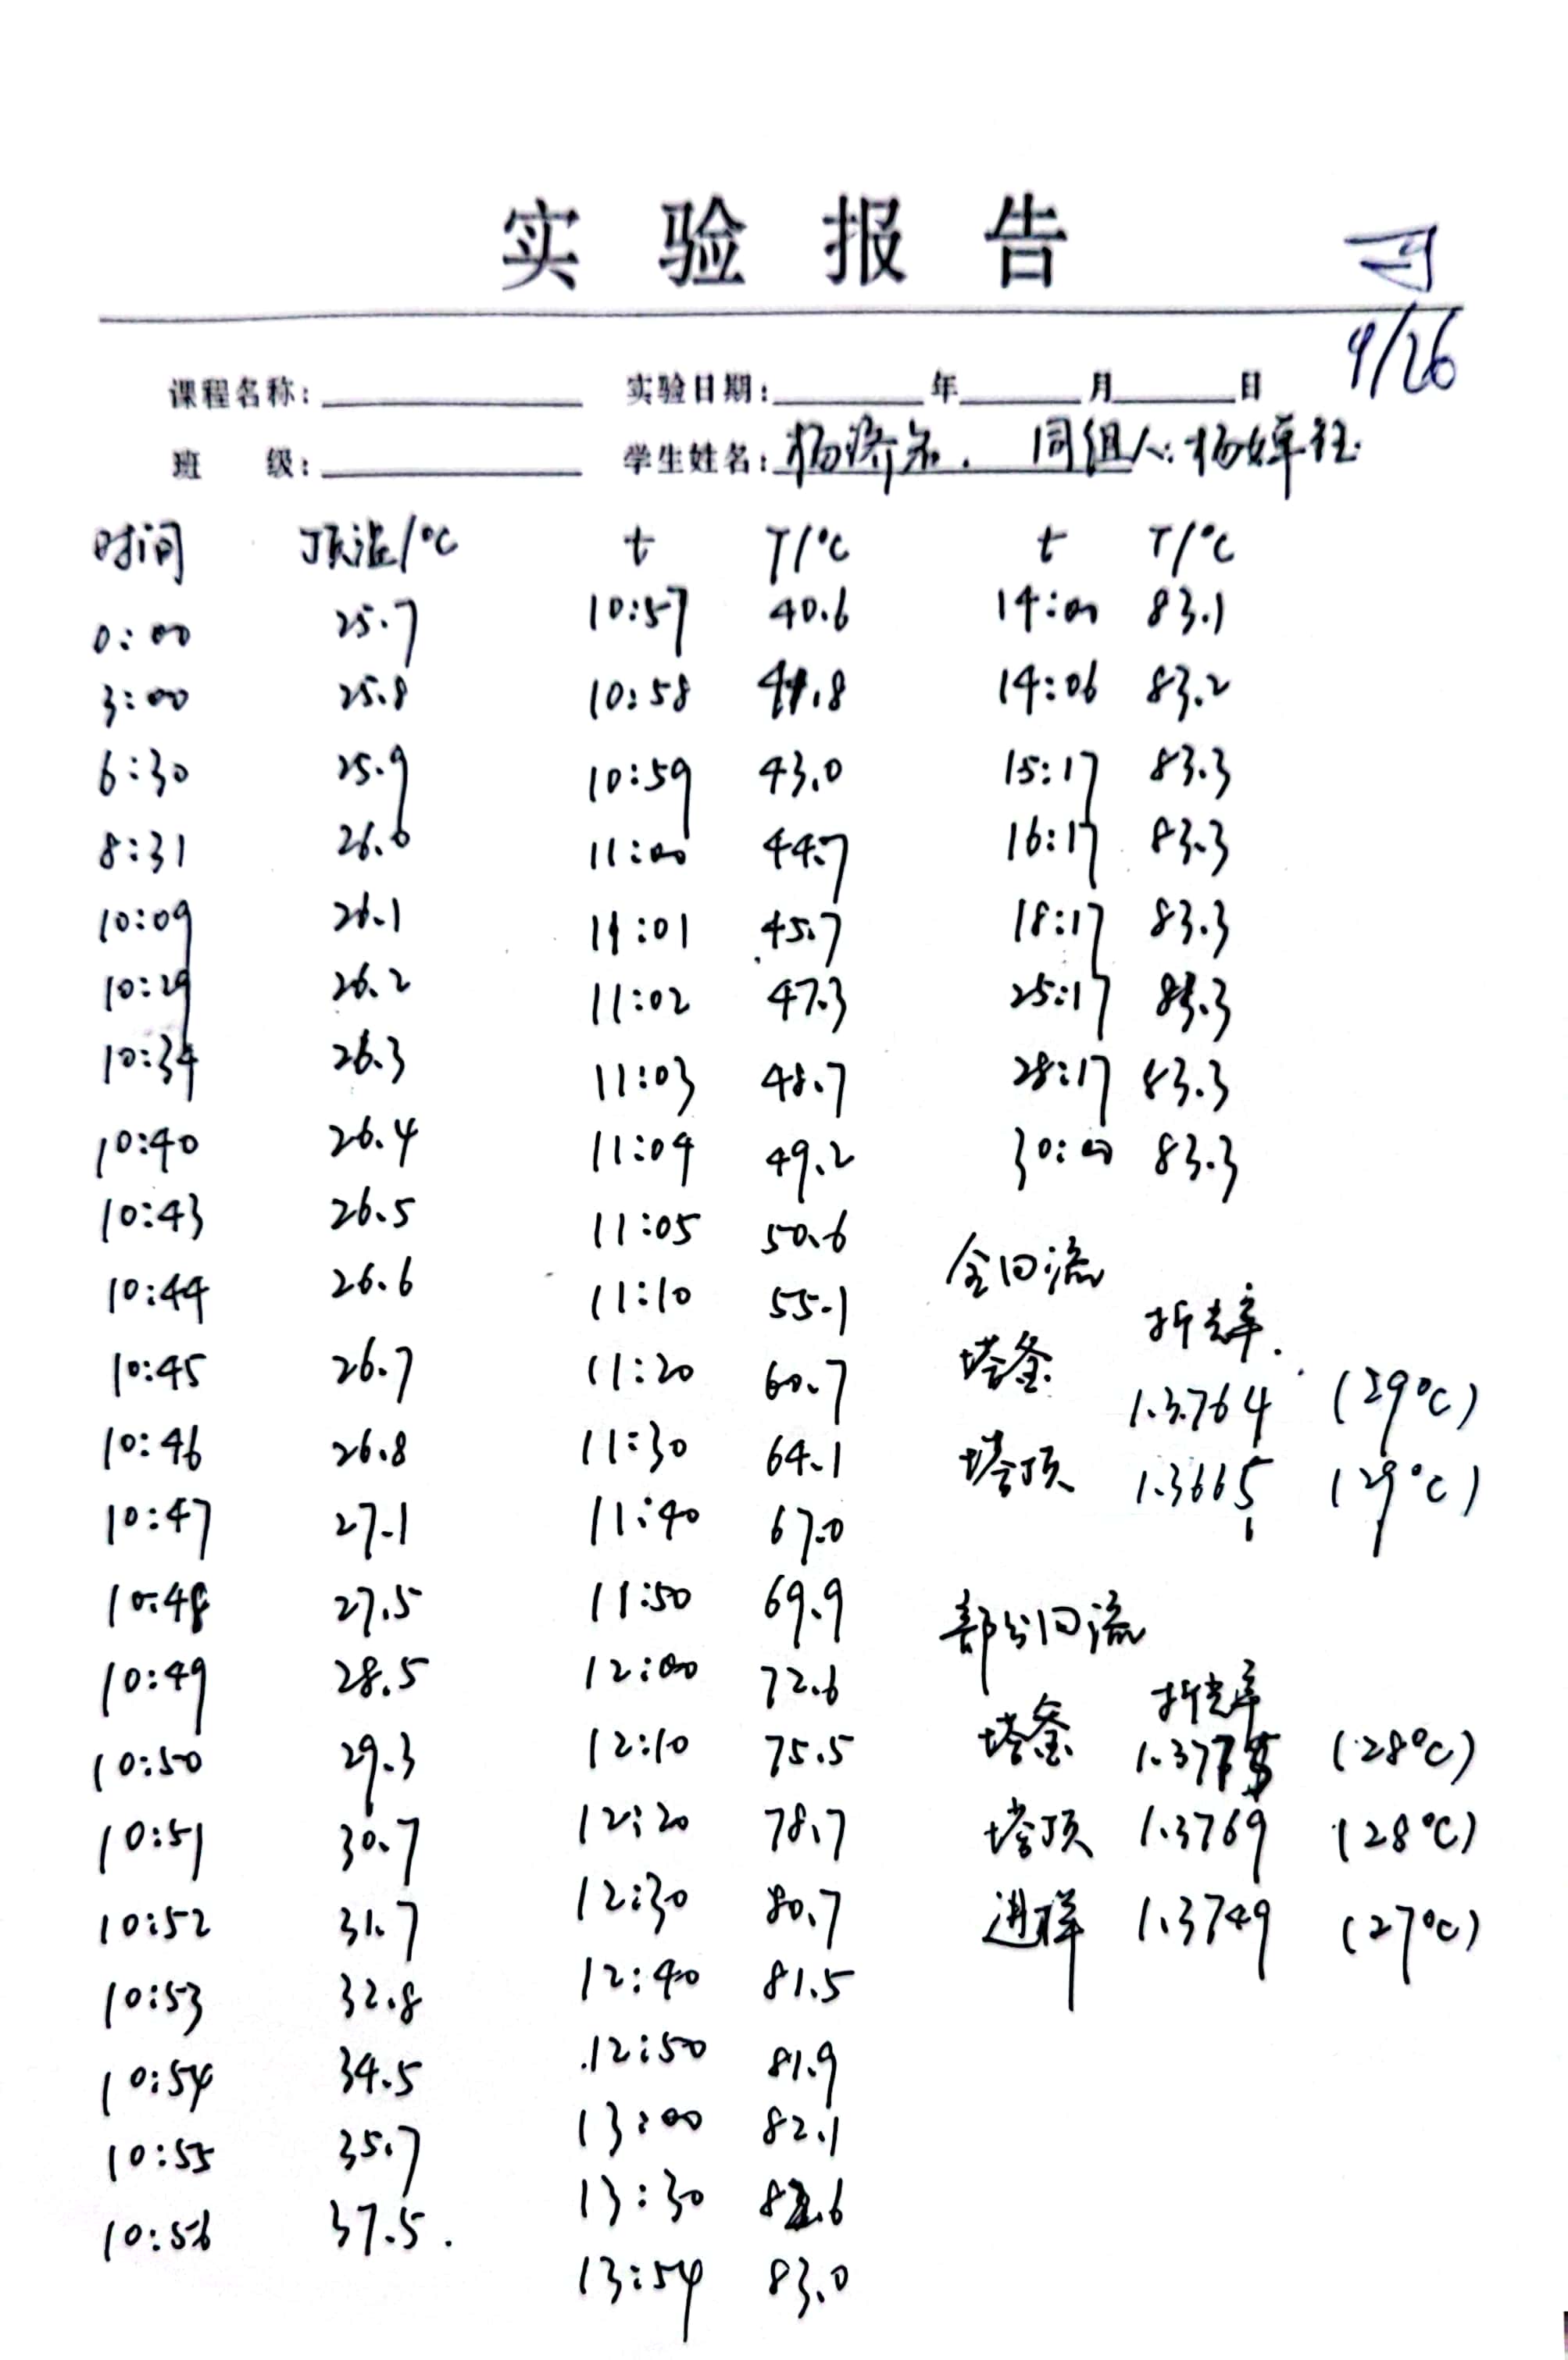 实验报告
9/26
课程名称: 实验日期: 年 月 日
班 级: 学生姓名: 同组人:
时间 顶温/°C t T/°C t T/°C
0:00 25.7 10:57 40.6 14:00 83.1
3:00 25.8 10:58 41.8 14:06 83.2
6:30 25.9 10:59 43.0 15:17 83.3
8:31 26.0 11:00 44.7 16:17 83.3
10:09 26.1 11:01 45.7 18:17 83.3
10:29 26.2 11:02 47.3 25:17 83.3
10:34 26.3 11:03 48.7 28:17 83.3
10:40 26.4 11:04 49.2 30:00 83.3
10:43 26.5 11:05 50.6
10:44 26.6 11:10 55.1
10:45 26.7 11:20 60.7
10:46 26.8 11:30 64.1
10:47 27.1 11:40 67.0
10:48 27.5 11:50 69.9
10:49 28.5 12:00 72.6
10:50 29.3 12:10 75.5
10:51 30.7 12:20 78.7
10:52 31.7 12:30 80.7
10:53 32.8 12:40 81.5
10:54 34.5 12:50 81.9
10:55 35.7 13:00 82.1
10:56 37.5. 13:30 82.6
13:54 83.0
全回流
折光率.
塔釜 1.3764 (29°C)
塔顶 1.3665 (29°C)
部分回流
折光率
塔釜 (28°C)
塔顶 1.3769 (28°C)
进样 1.3749 (27°C)